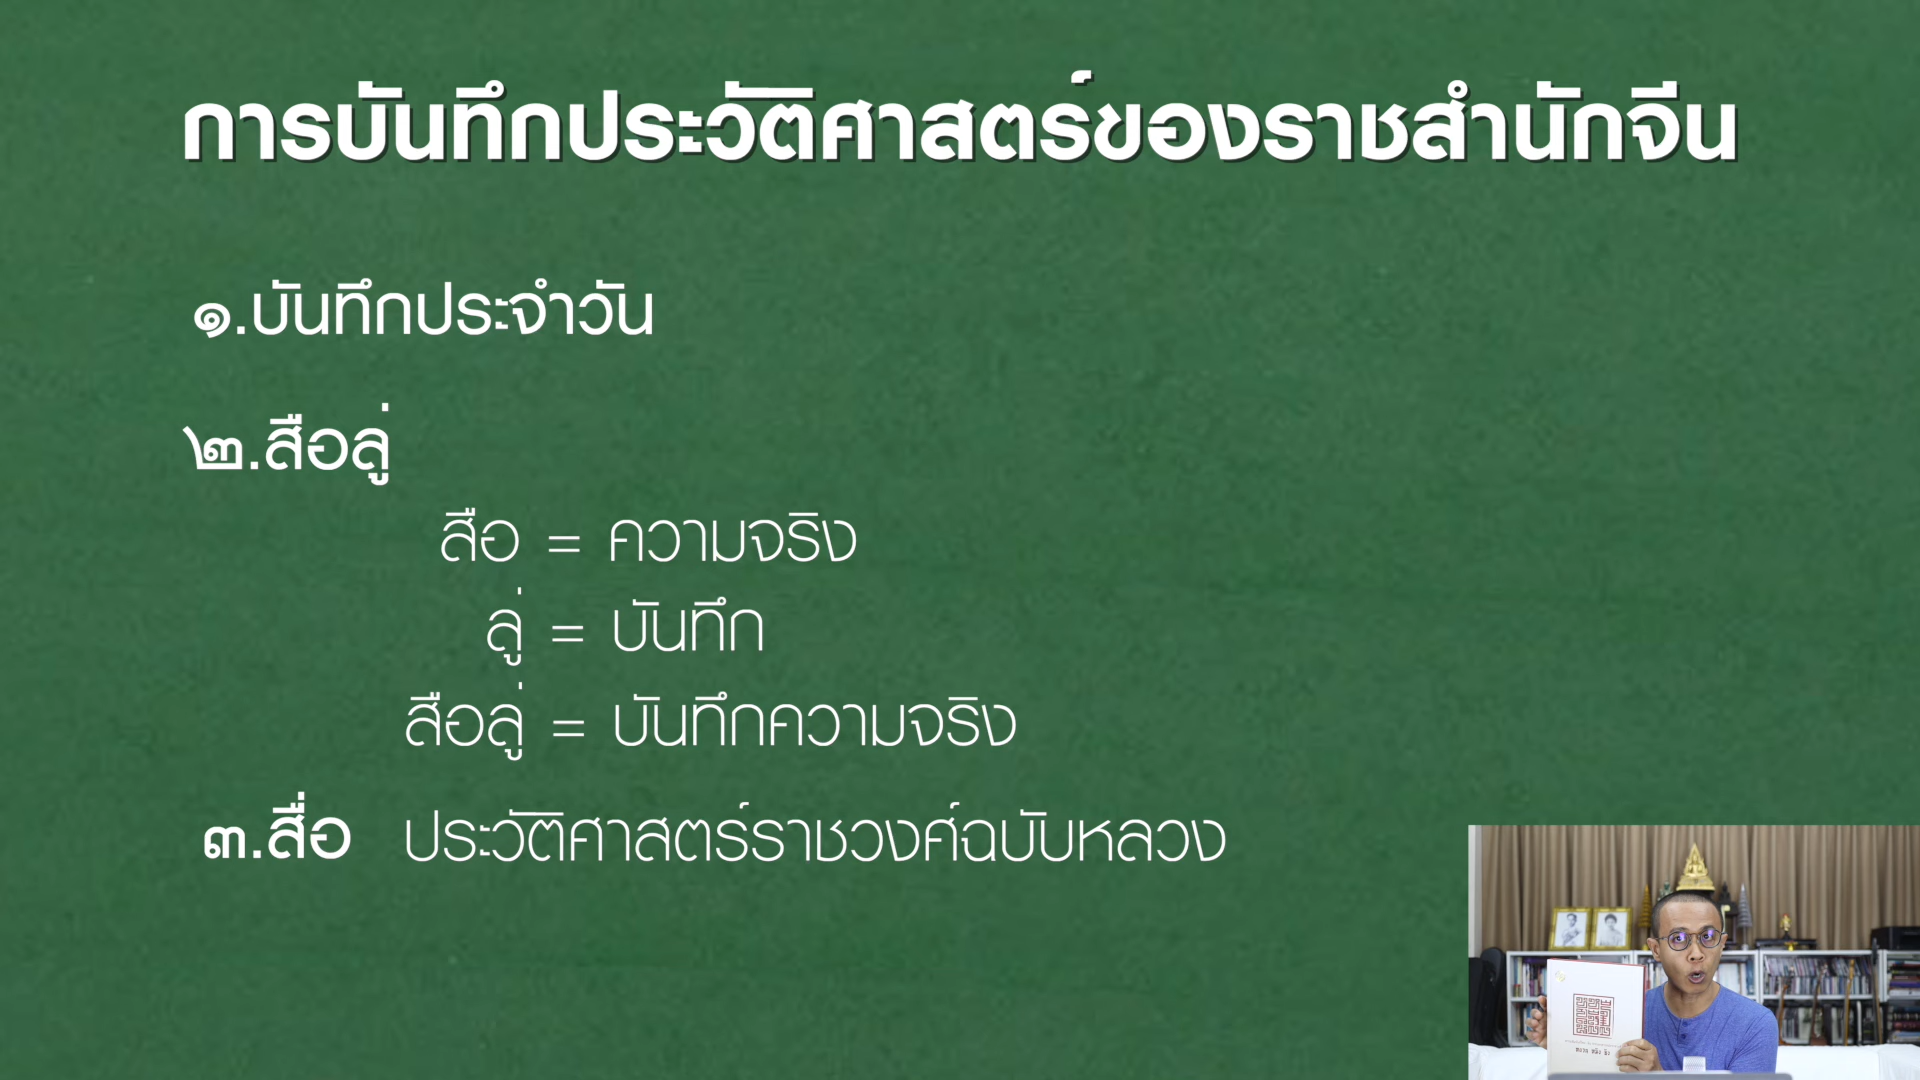 การบันทึกประวัติศาสตร์ของราชสำนักจีน
๑.บันทึกประจำวัน
๒.สือลู่
สือ = ความจริง
ลู่ = บันทึก
สือลู่ = บันทึกความจริง
๓.สื่อ ประวัติศาสตร์ราชวงศ์ฉบับหลวง